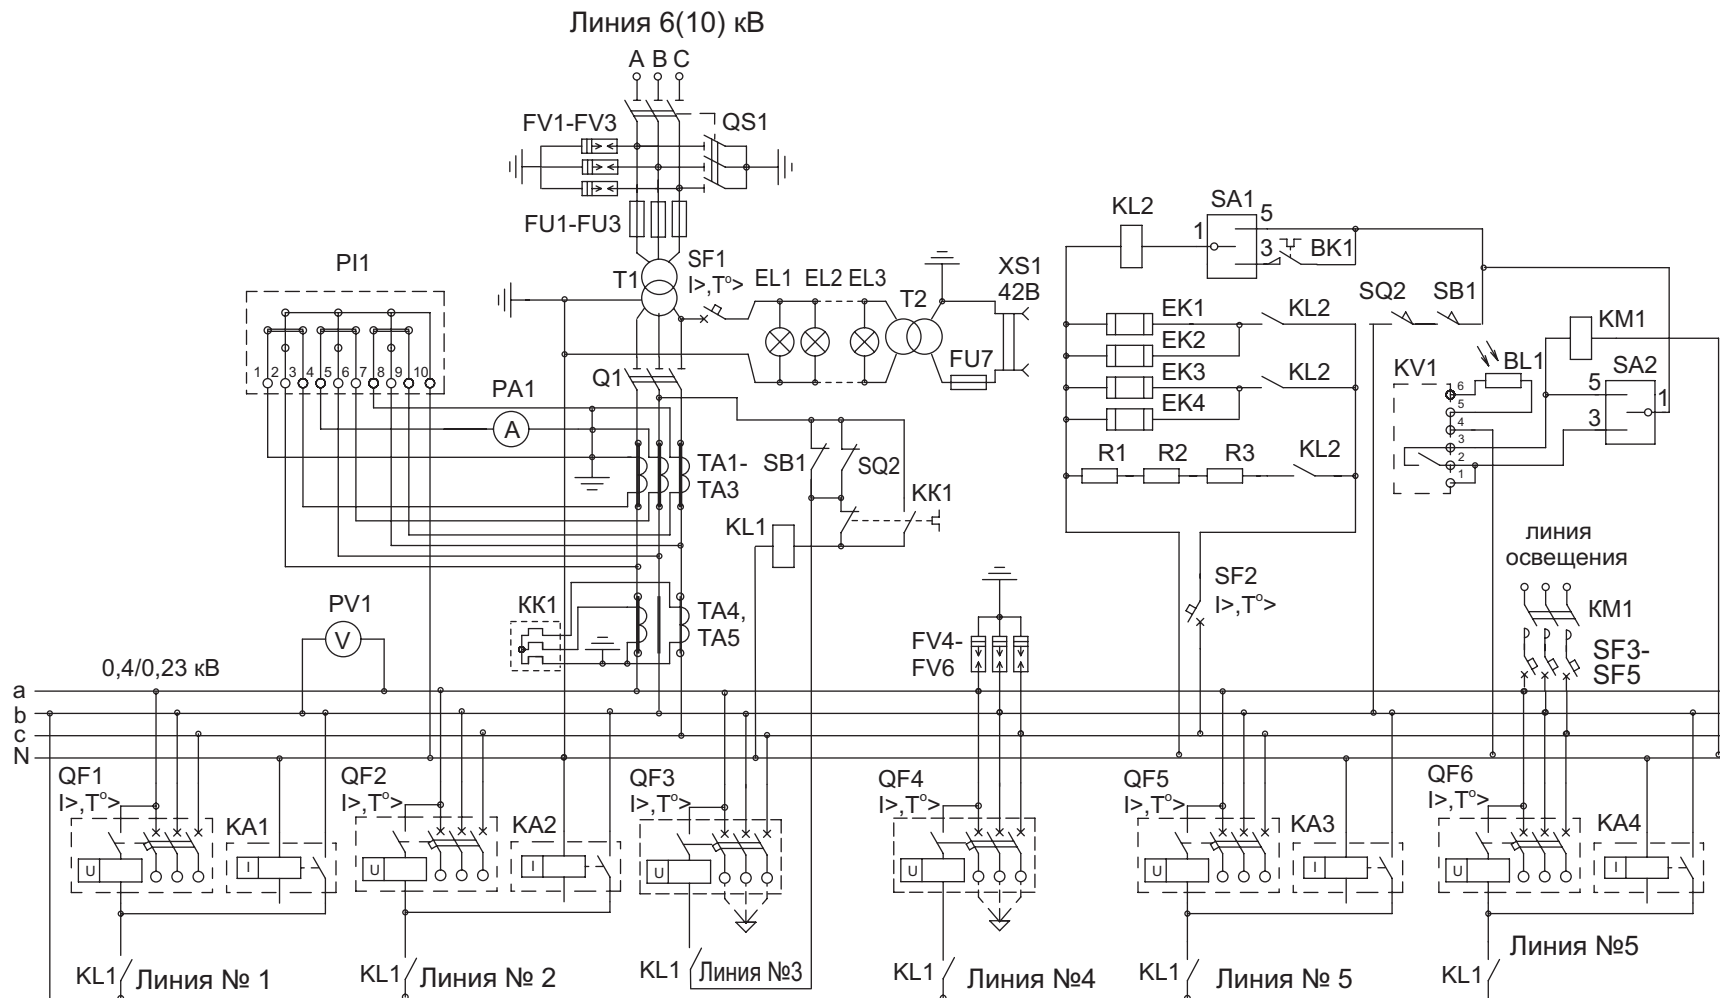 Линия 6(10) кВ
A B C
FV1-FV3
QS1
FU1-FU3
PI1
T1
SF1
I>,T°>
EL1 EL2 EL3
T2
XS1
42В
FU7
1 2 3 4 5 6 7 8 9 10
PA1
A
Q1
TA1-
TA3
SB1
SQ2
KK1
KL1
KK1
TA4,
TA5
PV1
V
FV4-
FV6
KL2
SA1
1
5
3
BK1
EK1
KL2
EK2
EK3
KL2
EK4
R1 R2 R3 KL2
SF2
I>,T°>
SQ2 SB1
KM1
BL1
KV1
SA2
5
3
1
6
5
4
3
2
1
линия
освещения
KM1
SF3-
SF5
0,4/0,23 кВ
a
b
c
N
QF1
I>,T°>
U
KA1
I
QF2
I>,T°>
U
KA2
I
QF3
I>,T°>
U
QF4
I>,T°>
U
QF5
I>,T°>
U
KA3
I
QF6
I>,T°>
U
KA4
I
KL1 Линия № 1
KL1 Линия № 2
KL1 Линия №3
KL1 Линия №4
KL1 Линия № 5
KL1 Линия №5